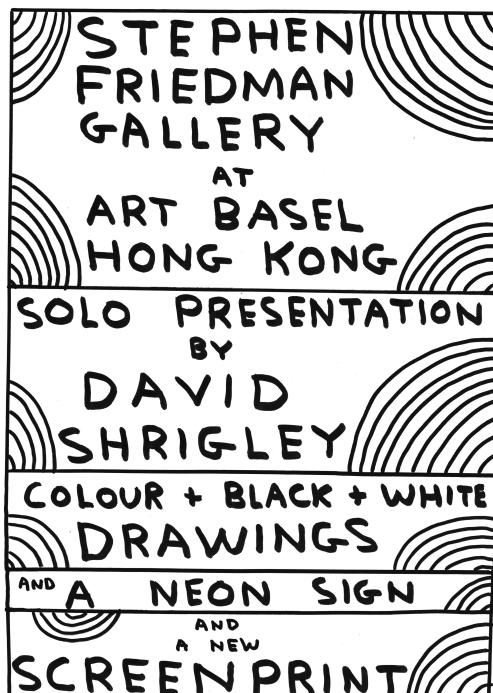 STEPHEN
FRIEDMAN
GALLERY
AT
ART BASEL
HONG KONG
SOLO PRESENTATION
BY
DAVID
SHRIGLEY
COLOUR + BLACK + WHITE
DRAWINGS
AND A NEON SIGN
AND
A NEW
SCREENPRINT